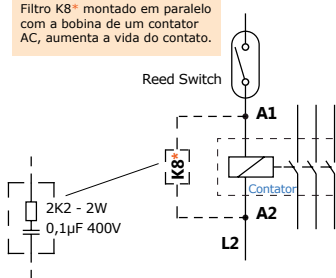 Filtro K8* montado em paralelo
com a bobina de um contator
AC, aumenta a vida do contato.
Reed Switch
A1
K8*
Contator
2K2 - 2W
0,1µF 400V
A2
L2